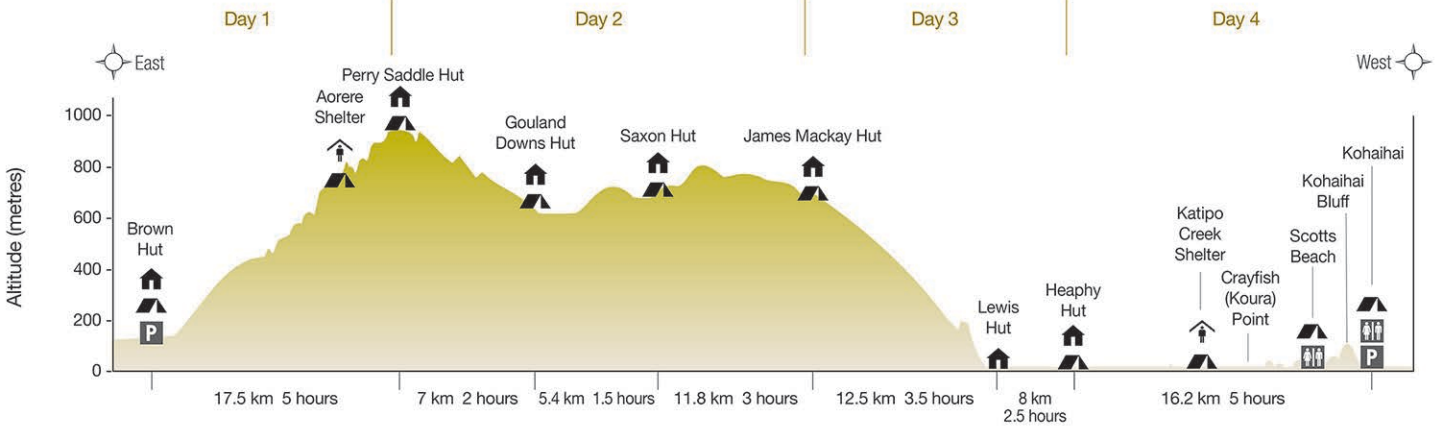 Day 1
Day 2
Day 3
Day 4
East
West
Altitude (metres)
1000
800
600
400
200
0
Brown
Hut
Aorere
Shelter
Perry Saddle Hut
Gouland
Downs Hut
Saxon Hut
James Mackay Hut
Lewis
Hut
Heaphy
Hut
Katipo
Creek
Shelter
Crayfish
(Koura)
Point
Scotts
Beach
Kohaihai
Bluff
Kohaihai
P
P
17.5 km 5 hours
7 km 2 hours
5.4 km 1.5 hours
11.8 km 3 hours
12.5 km 3.5 hours
8 km
2.5 hours
16.2 km 5 hours